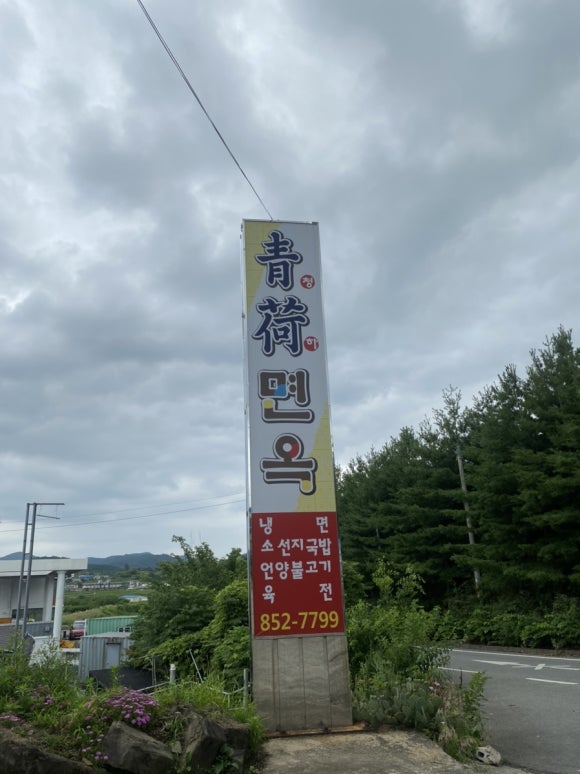 青 청
荷 하
면
옥
냉 면
소선지국밥
언양불고기
육 전
852-7799